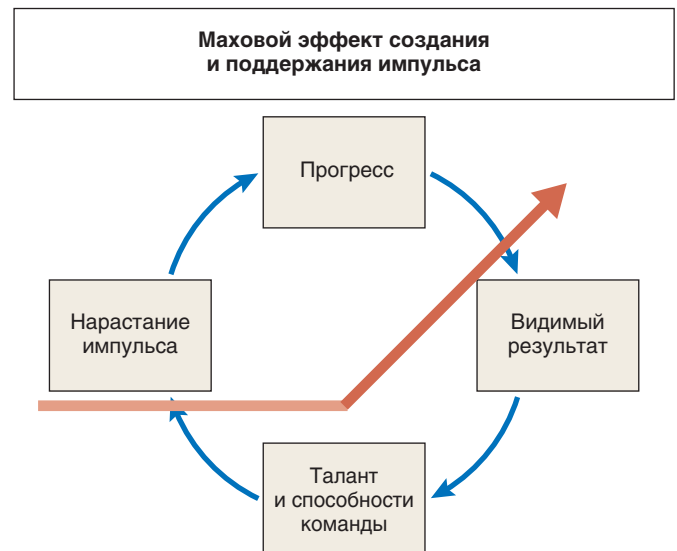 Маховой эффект создания
и поддержания импульса
Прогресс
Нарастание
импульса
Видимый
результат
Талант
и способности
команды